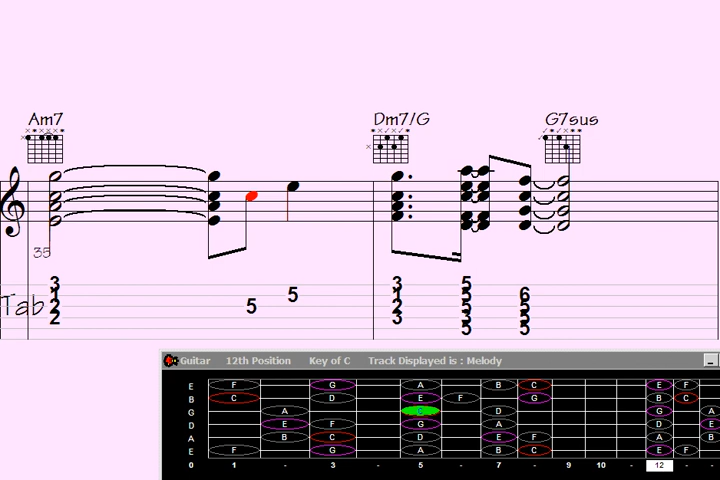 Am7 Dm7/G G7sus
35
3 3 5
1 1 5 5 6
Tab 2 5 2 5 5
2 3 5 5
5 5
Guitar 12th Position Key of C Track Displayed is : Melody
E F G A B C E F
B C D E F G B C
G A D G A
D E F G A D E
A B C D E F A B
E F G A B C E F
0 1 - 3 - 5 - 7 - 9 10 - 12 - -